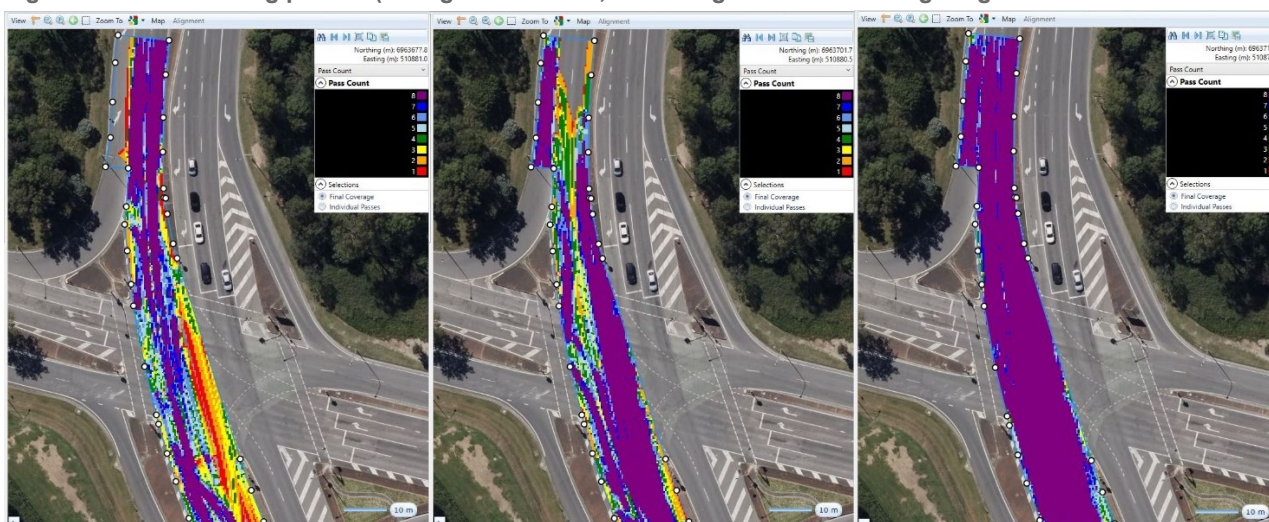 View Zoom To Map Alignment
Northing (m): 6963677.8
Easting (m): 510881.0
Pass Count
Pass Count
8
7
6
5
4
3
2
1
Selections
Final Coverage
Individual Passes
10 m
View Zoom To Map Alignment
Northing (m): 6963701.7
Easting (m): 510880.5
Pass Count
Pass Count
8
7
6
5
4
3
2
1
Selections
Final Coverage
Individual Passes
10 m
View Zoom To Map Alignment
Northing (m): 69637
Easting (m): 5108
Pass Count
Pass Count
8
7
6
5
4
3
2
1
Selections
Final Coverage
Individual Passes
10 m